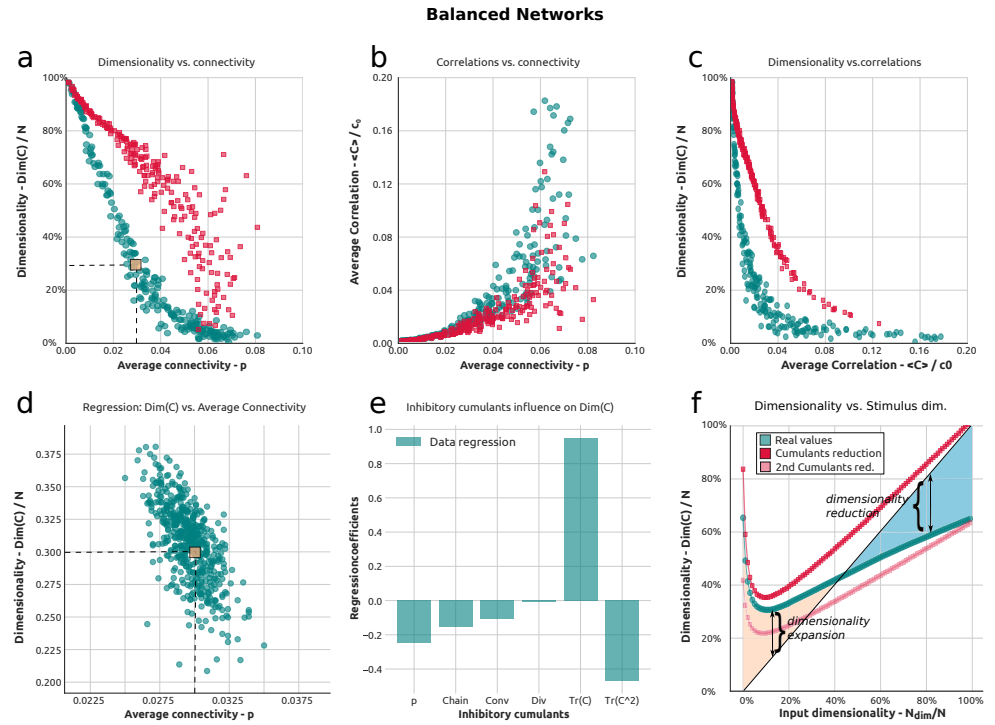 Balanced Networks
a
Dimensionality vs. connectivity
100%
80%
60%
40%
20%
0%
0.00
0.02
0.04
0.06
0.08
0.10
Dimensionality - Dim(C) / N
Average connectivity - p
b
Correlations vs. connectivity
0.20
0.16
0.12
0.08
0.04
0.00
0.00
0.02
0.04
0.06
0.08
0.10
Average Correlation - <C> / c₀
Average connectivity - p
c
Dimensionality vs.correlations
100%
80%
60%
40%
20%
0%
0.00
0.04
0.08
0.12
0.16
0.20
Dimensionality - Dim(C) / N
Average Correlation - <C> / c0
d
Regression: Dim(C) vs. Average Connectivity
0.375
0.350
0.325
0.300
0.275
0.250
0.225
0.200
0.0225
0.0275
0.0325
0.0375
Dimensionality - Dim(C) / N
Average connectivity - p
e
Inhibitory cumulants influence on Dim(C)
Data regression
1.0
0.8
0.6
0.4
0.2
0.0
−0.2
−0.4
p
Chain
Conv
Div
Tr(C)
Tr(C^2)
Regressioncoefficients
Inhibitory cumulants
f
Dimensionality vs. Stimulus dim.
Real values
Cumulants reduction
2nd Cumulants red.
dimensionality
reduction
dimensionality
expansion
100%
80%
60%
40%
20%
0%
0%
20%
40%
60%
80%
100%
Dimensionality - Dim(C) / N
Input dimensionality - N_dim/N